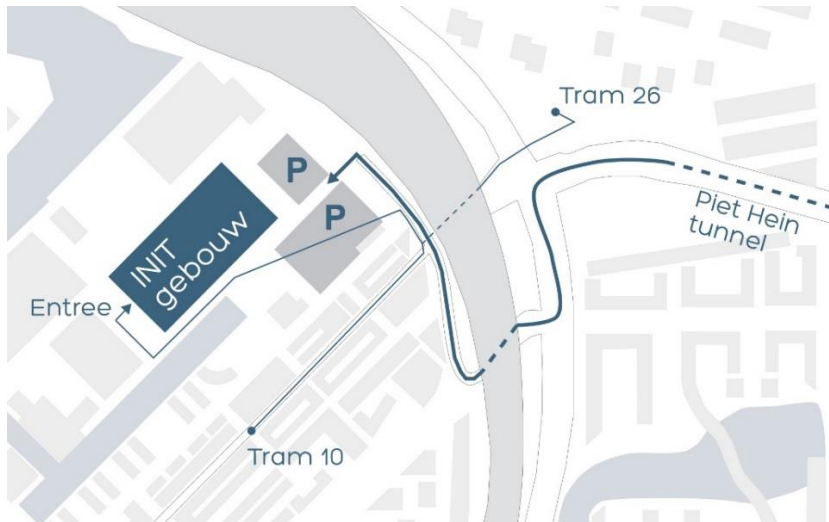 Tram 26
P
P
Piet Hein
tunnel
INIT
gebouw
Entree
Tram 10